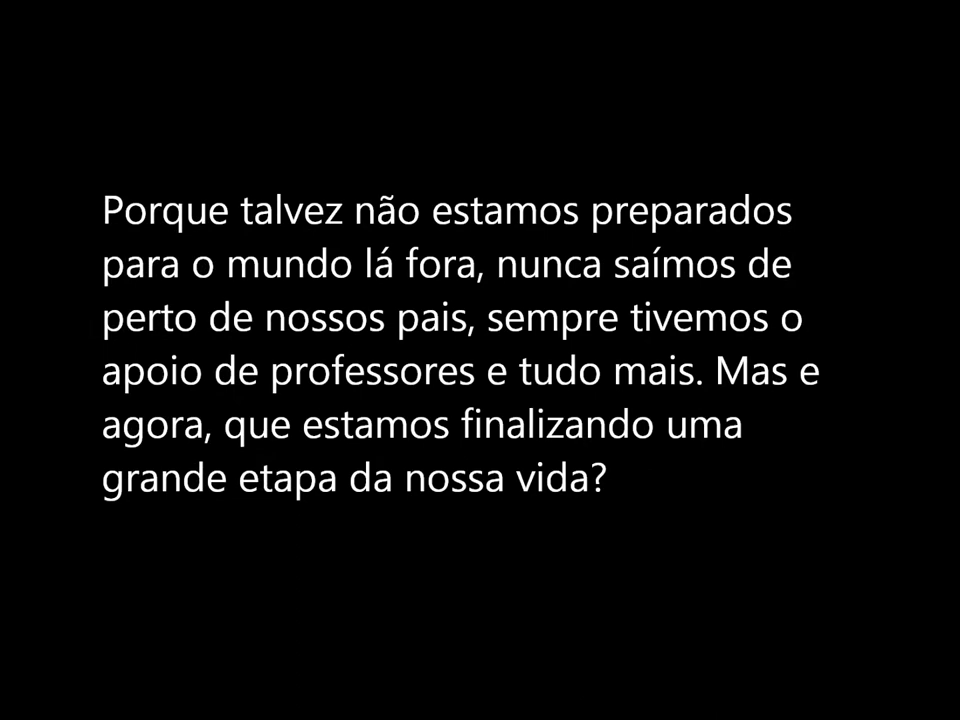 Porque talvez não estamos preparados
para o mundo lá fora, nunca saímos de
perto de nossos pais, sempre tivemos o
apoio de professores e tudo mais. Mas e
agora, que estamos finalizando uma
grande etapa da nossa vida?